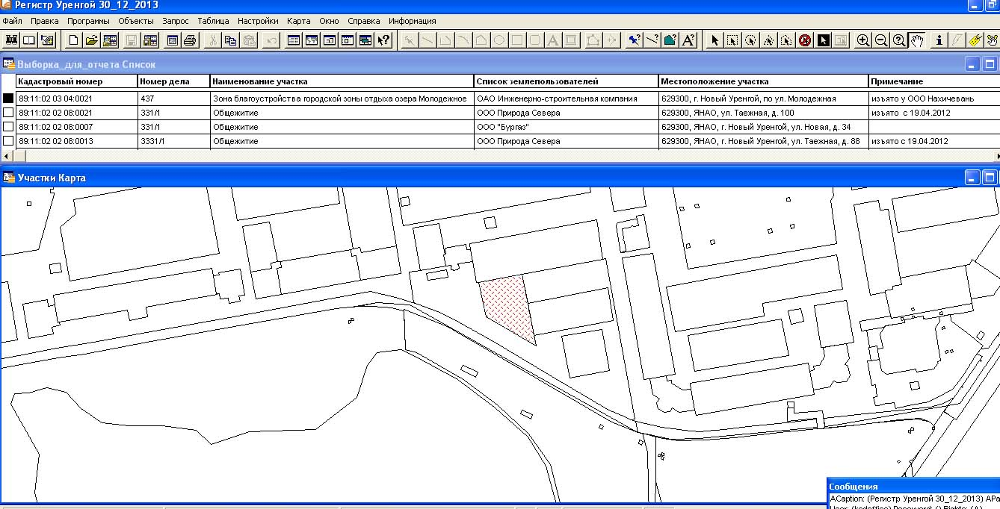 Регистр Уренгой 30_12_2013
Файл Правка Программы Объекты Запрос Таблица Настройки Карта Окно Справка Информация
Выборка_для_отчета Список
Кадастровый номер Номер дела Наименование участка Список землепользователей Местоположение участка Примечание
89:11:02 03 04:0021 437 Зона благоустройства городской зоны отдыха озера Молодежное ОАО Инженерно-строительная компания 629300, г. Новый Уренгой, по ул. Молодежная изъято у ООО Нахичевань
89:11:02 02 08:0021 331/1 Общежитие ООО Природа Севера 629300, ЯНАО, ул. Таежная, д. 100 изъято с 19.04.2012
89:11:02 02 08:0007 331/1 Общежитие ООО "Бургаз" 629300, ЯНАО, г. Новый Уренгой, ул. Новая, д. 34
89:11:02 02 08:0013 3331/1 Общежитие ООО Природа Севера 629300, ЯНАО, г. Новый Уренгой, ул. Таежная, д. 88 изъято с 19.04.2012
Участки Карта
Сообщения
ACaption: (Регистр Уренгой 30_12_2013) APa